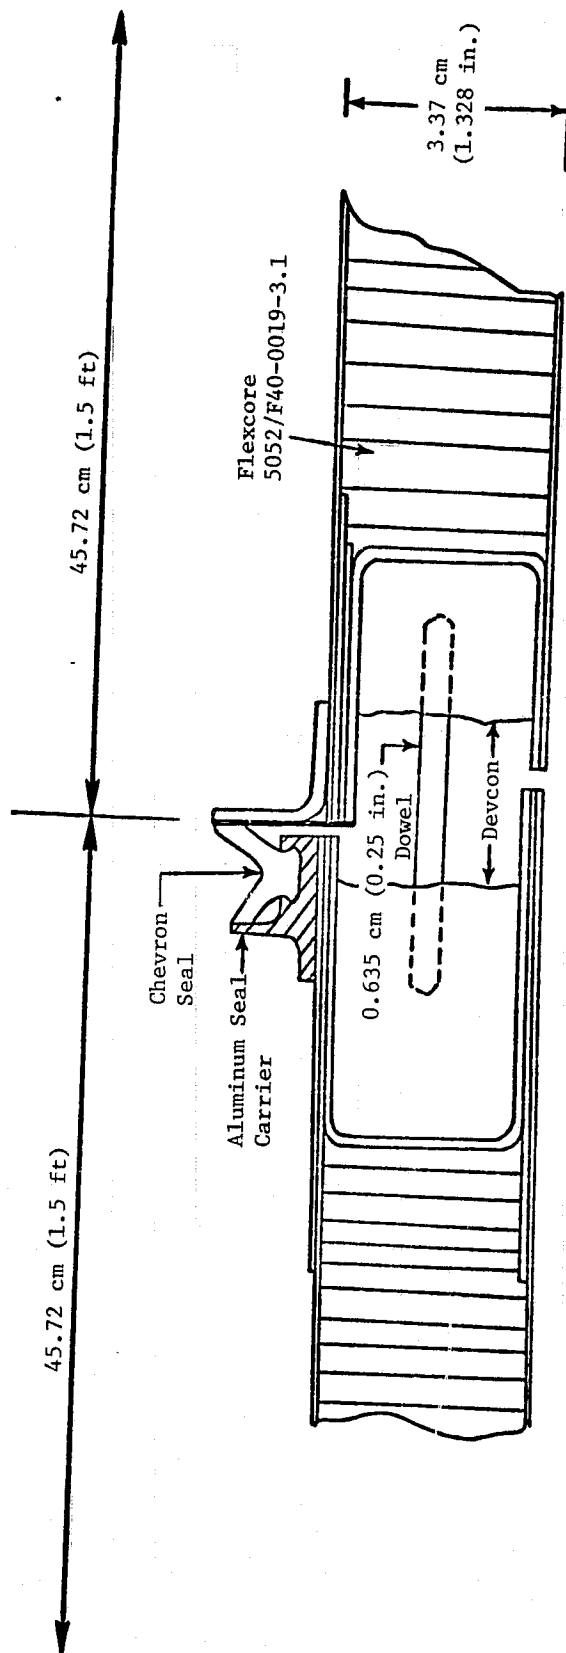 45.72 cm (1.5 ft)
45.72 cm (1.5 ft)
3.37 cm
(1.328 in.)
Flexcore
5052/F40-0019-3.1
Chevron
Seal
Aluminum Seal
Carrier
0.635 cm (0.25 in.)
Dowel
Devcon